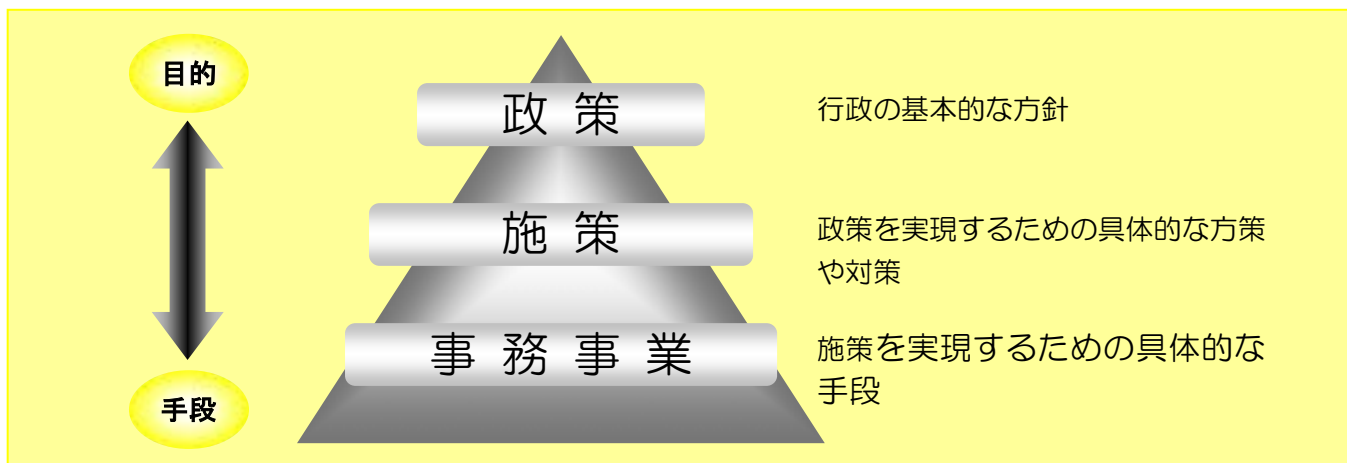 目的
政策
行政の基本的な方針
施策
政策を実現するための具体的な方策
や対策
事務事業
施策を実現するための具体的な
手段
手段